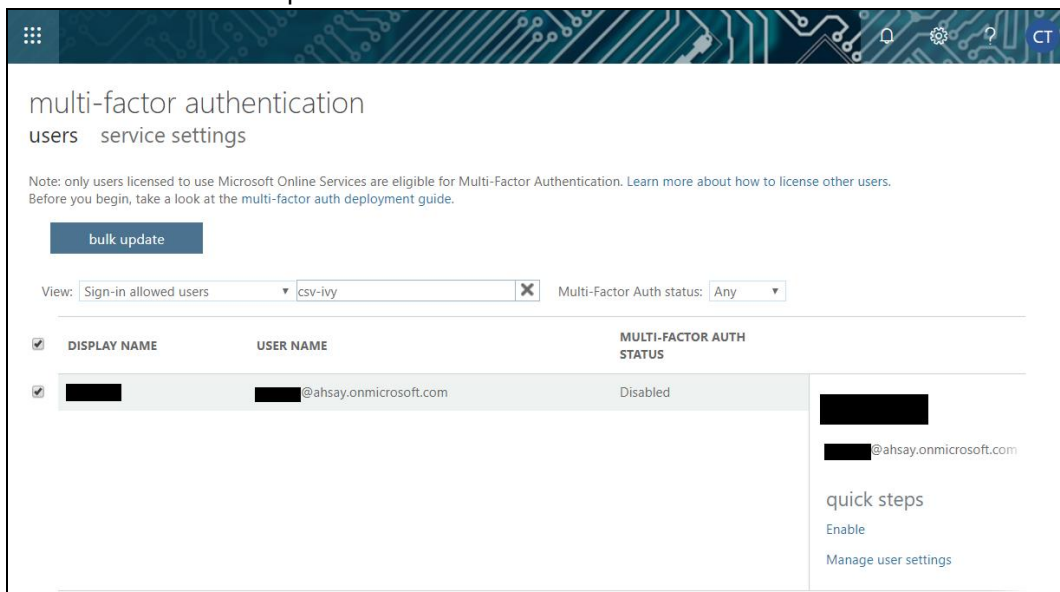 ?
CT
multi-factor authentication
users service settings
Note: only users licensed to use Microsoft Online Services are eligible for Multi-Factor Authentication. Learn more about how to license other users.
Before you begin, take a look at the multi-factor auth deployment guide.
bulk update
View: Sign-in allowed users csv-ivy Multi-Factor Auth status: Any
DISPLAY NAME USER NAME MULTI-FACTOR AUTH
STATUS
@ahsay.onmicrosoft.com Disabled
@ahsay.onmicrosoft.com
quick steps
Enable
Manage user settings